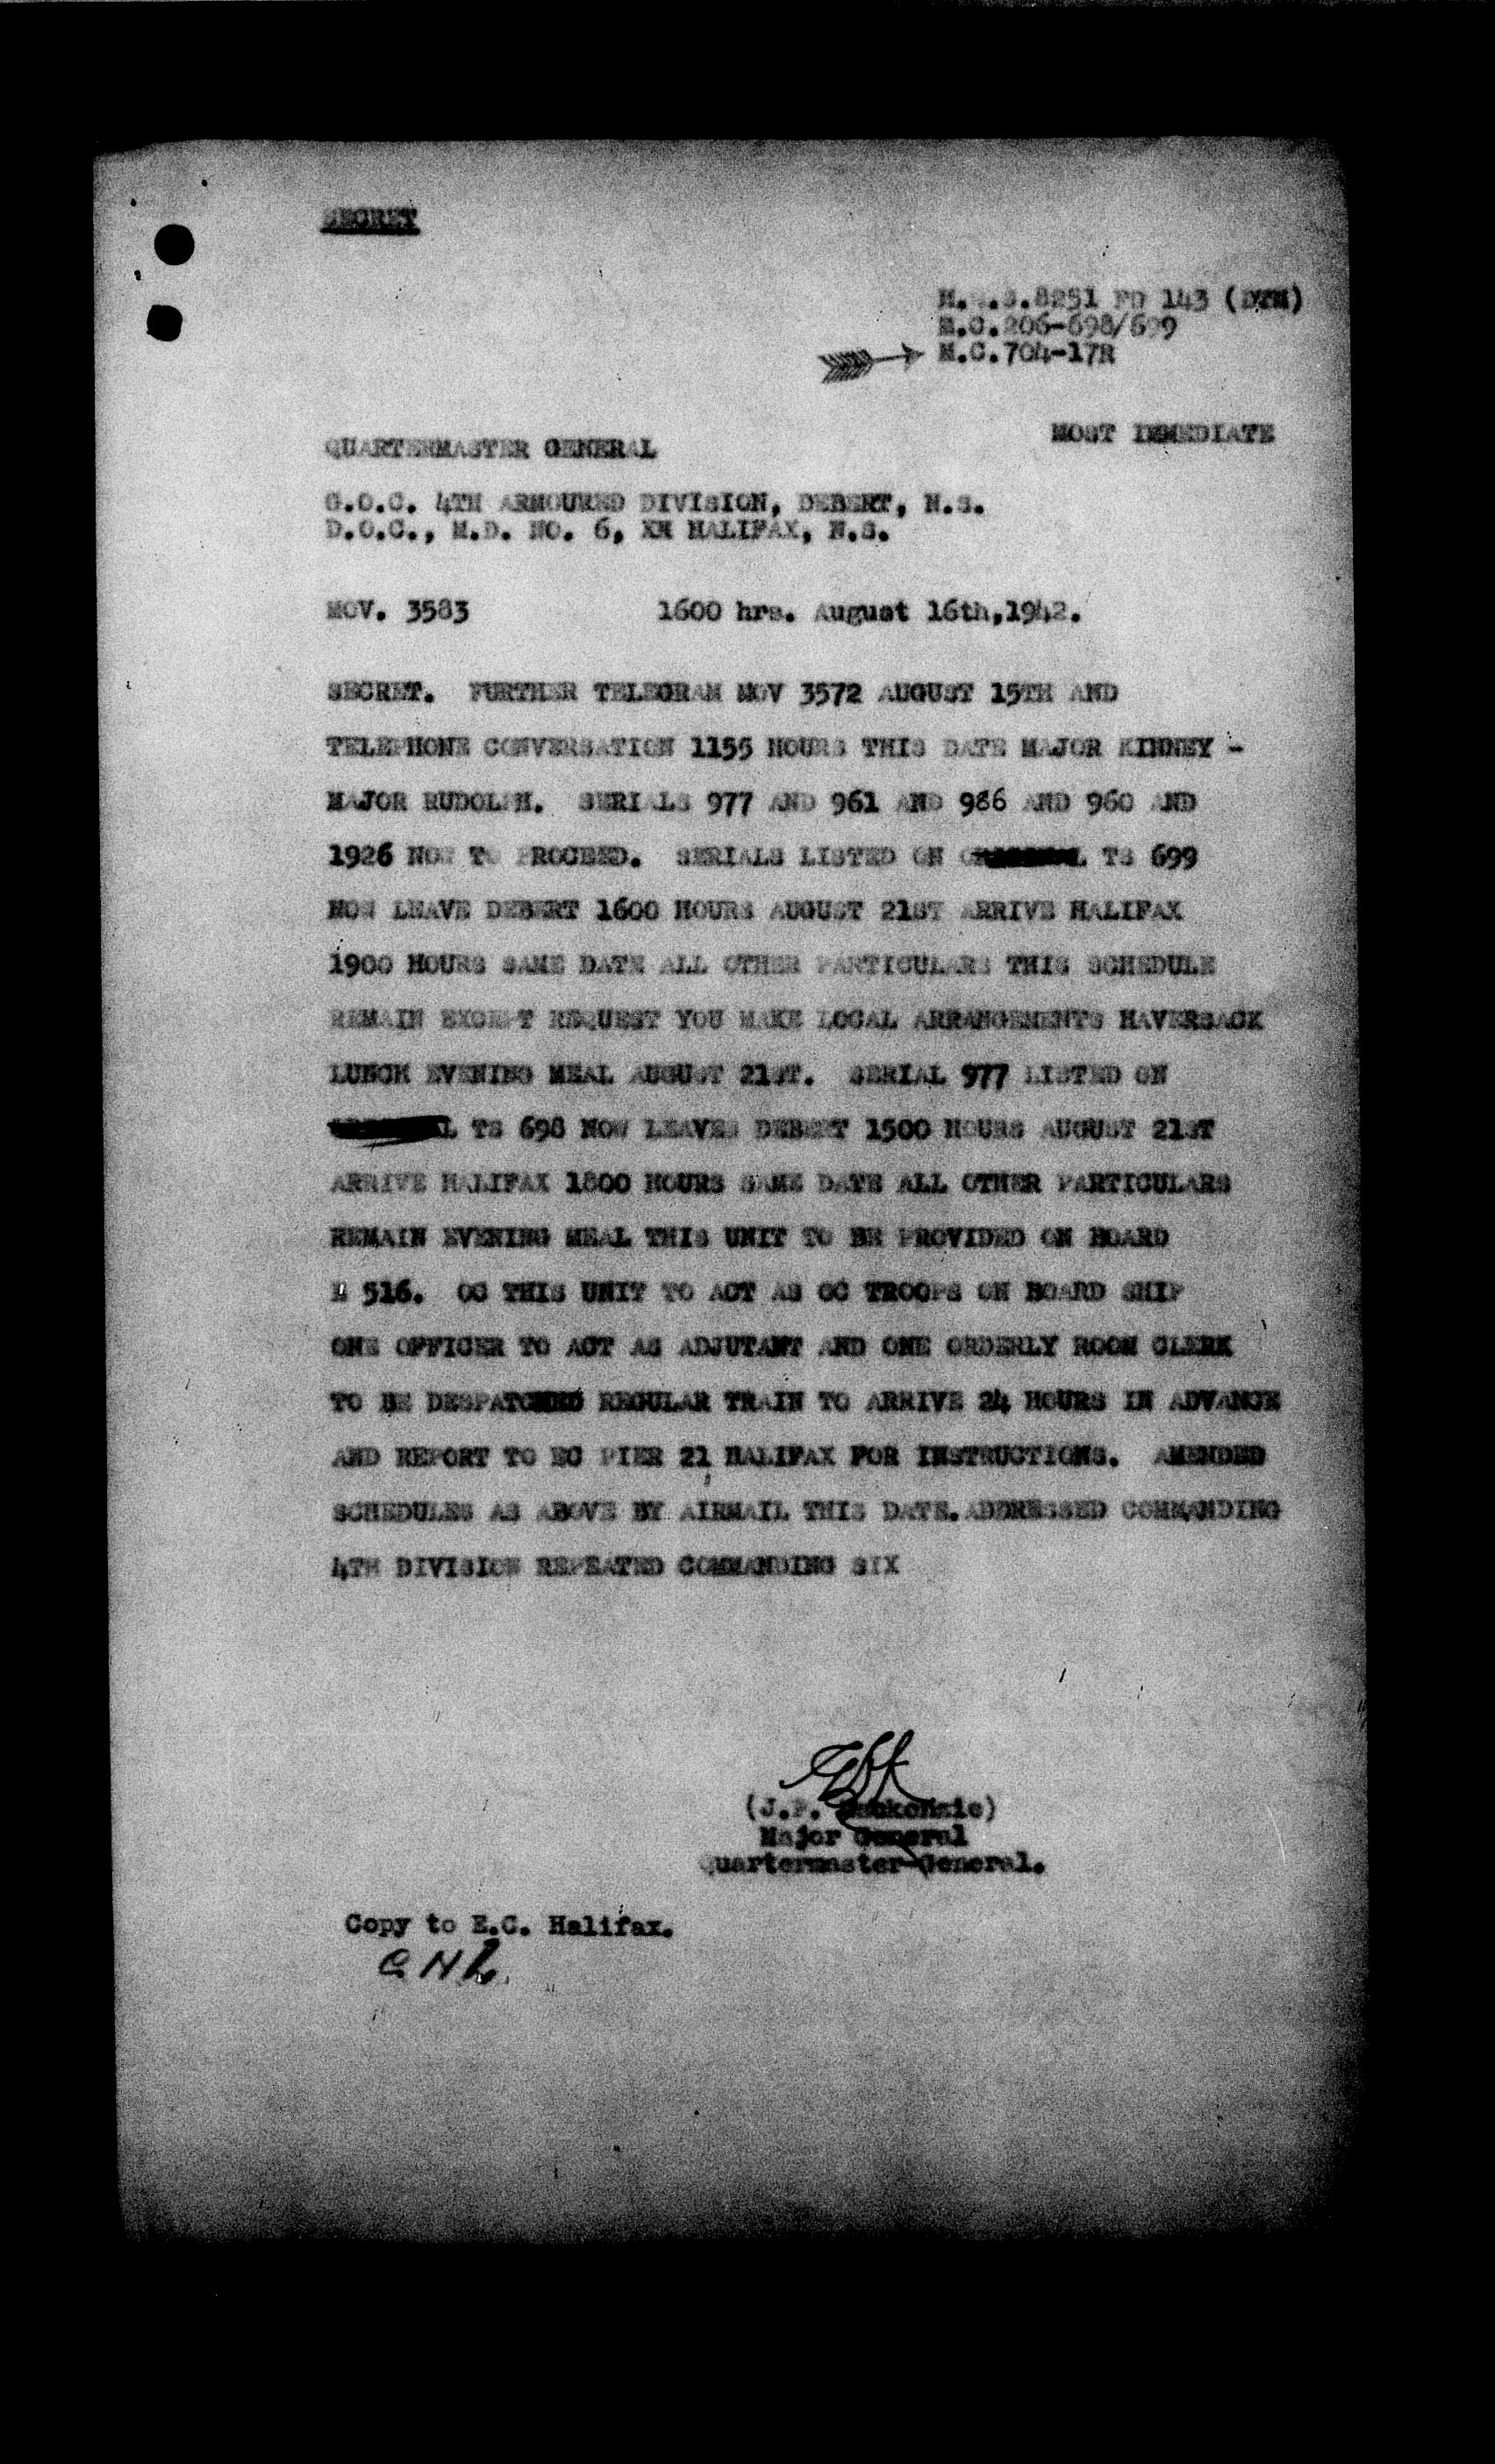 SECRET
H.Q.S.8251 FD 143 (DTM)
M.C.206-698/699
M.C.704-17R
MOST IMMEDIATE
QUARTERMASTER GENERAL
G.O.C. 4TH ARMOURED DIVISION, DEBERT, N.S.
D.O.C., M.D. NO. 6, XX HALIFAX, N.S.
MOV. 3583 1600 hrs. August 16th,1942.
SECRET. FURTHER TELEGRAM MOV 3572 AUGUST 15TH AND
TELEPHONE CONVERSATION 1155 HOURS THIS DATE MAJOR KINNEY -
MAJOR RUDOLPH. SERIALS 977 AND 961 AND 986 AND 960 AND
1926 NOW TO PROCEED. SERIALS LISTED ON TS 699
NOW LEAVE DEBERT 1600 HOURS AUGUST 21ST ARRIVE HALIFAX
1900 HOURS SAME DATE ALL OTHER PARTICULARS THIS SCHEDULE
REMAIN EXCEPT REQUEST YOU MAKE LOCAL ARRANGEMENTS HAVERSACK
LUNCH EVENING MEAL AUGUST 21ST. SERIAL 977 LISTED ON
TS 698 NOW LEAVES DEBERT 1500 HOURS AUGUST 21ST
ARRIVE HALIFAX 1800 HOURS SAME DATE ALL OTHER PARTICULARS
REMAIN EVENING MEAL THIS UNIT TO BE PROVIDED ON BOARD
516. OC THIS UNIT TO ACT AS OC TROOPS ON BOARD SHIP
ONE OFFICER TO ACT AS ADJUTANT AND ONE ORDERLY ROOM CLERK
TO BE DESPATCHED REGULAR TRAIN TO ARRIVE 24 HOURS IN ADVANCE
AND REPORT TO EC PIER 21 HALIFAX FOR INSTRUCTIONS. AMENDED
SCHEDULES AS ABOVE BY AIRMAIL THIS DATE.ADDRESSED COMMANDING
4TH DIVISION REPEATED COMMANDING SIX
(J.P. Mackenzie)
Major General
Quartermaster-General.
Copy to E.C. Halifax.